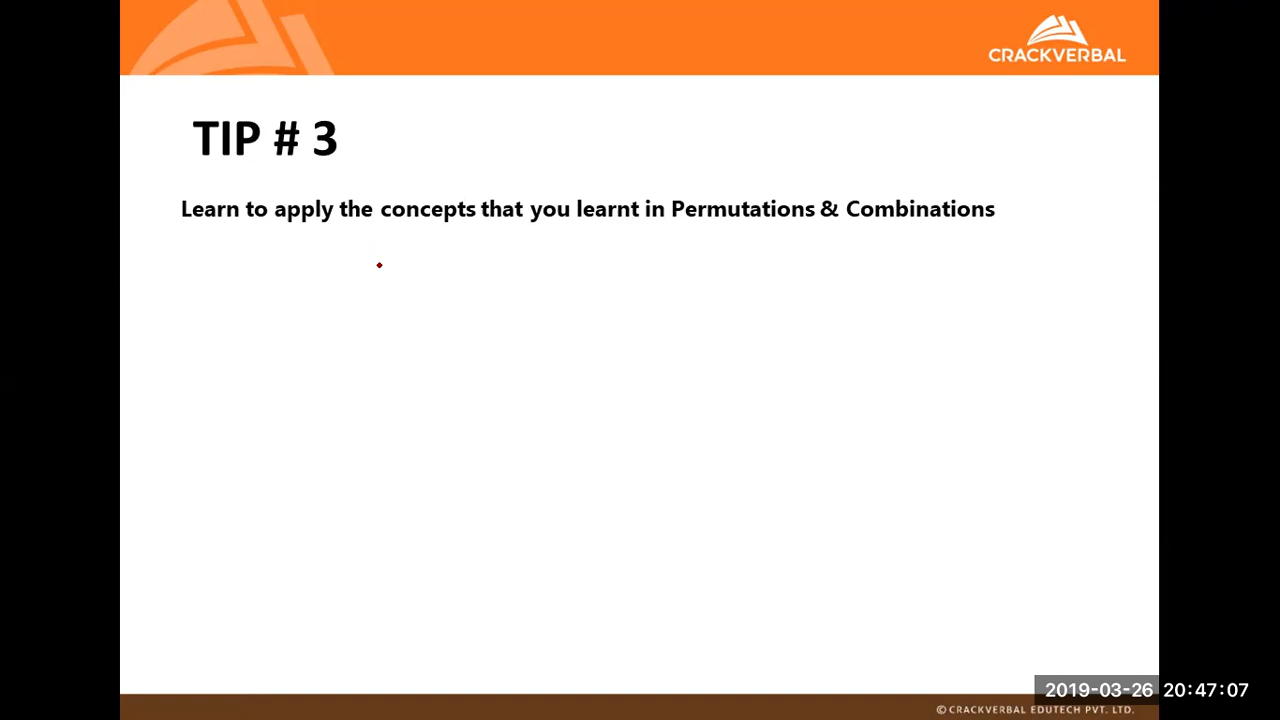 CRACKVERBAL
TIP # 3
Learn to apply the concepts that you learnt in Permutations & Combinations
2019-03-26 20:47:07
© CRACKVERBAL EDUTECH PVT. LTD.